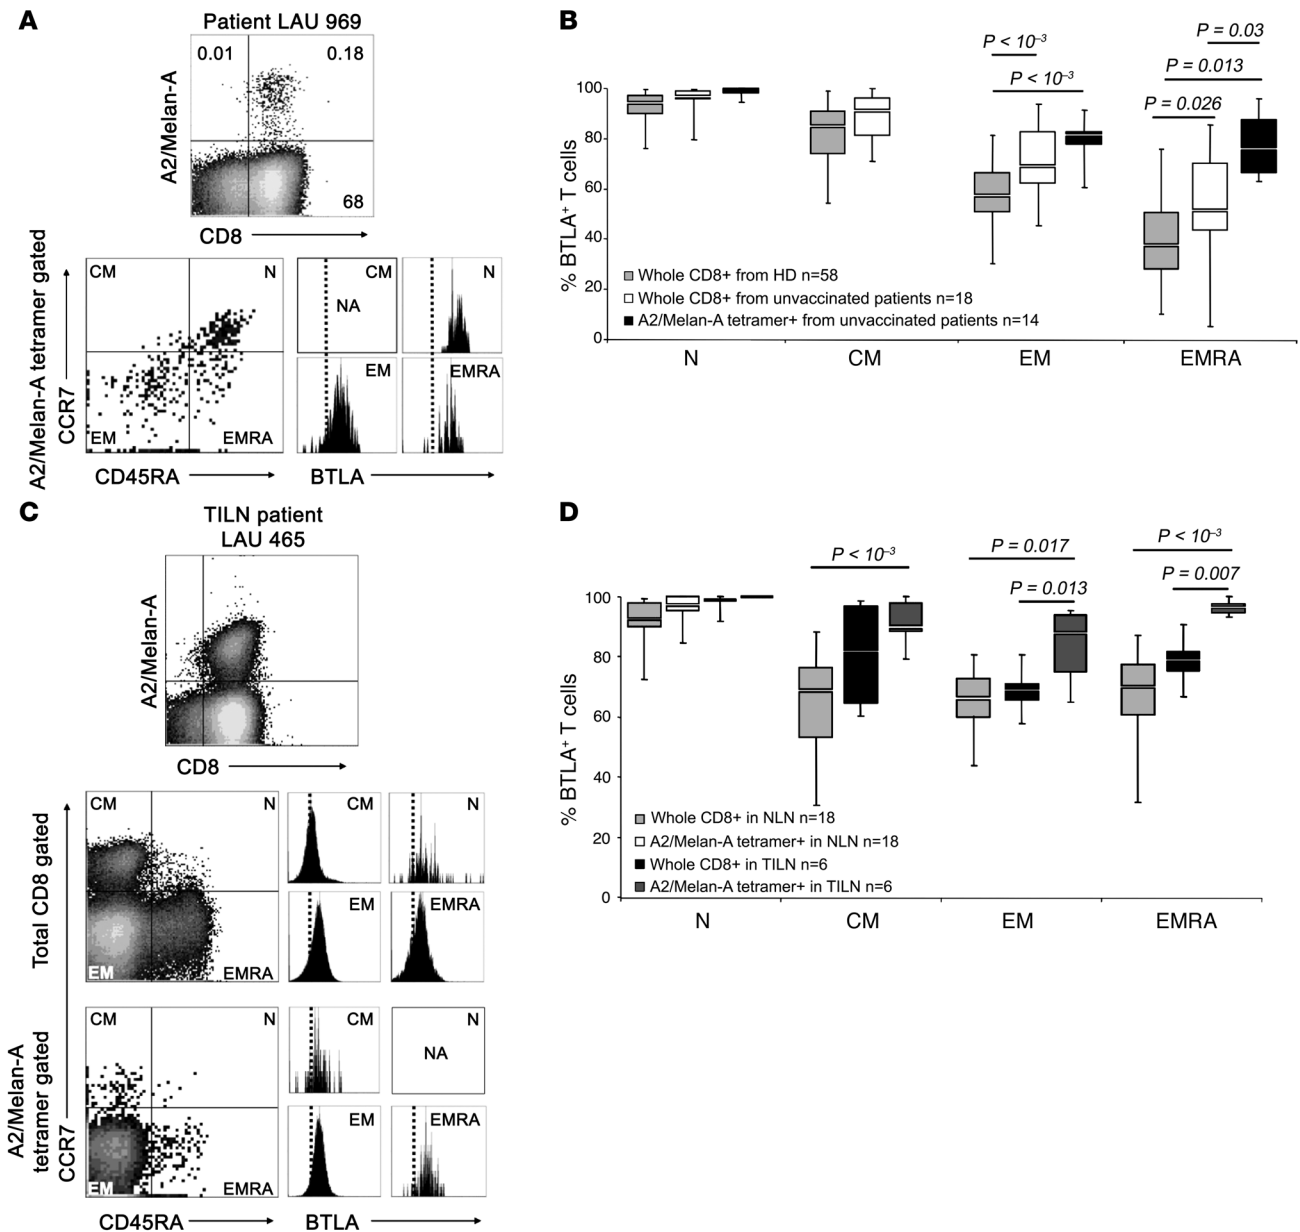 A
Patient LAU 969
0.01
0.18
68
A2/Melan-A
CD8
A2/Melan-A tetramer gated
CCR7
CM
N
EM
EMRA
CM
NA
N
EM
EMRA
CD45RA
BTLA
B
P < 10⁻³
P < 10⁻³
P = 0.03
P = 0.013
P = 0.026
% BTLA⁺ T cells
100
80
60
40
20
0
Whole CD8+ from HD n=58
Whole CD8+ from unvaccinated patients n=18
A2/Melan-A tetramer+ from unvaccinated patients n=14
N
CM
EM
EMRA
C
TILN patient
LAU 465
A2/Melan-A
CD8
Total CD8 gated
CM
N
EM
EMRA
CM
N
EM
EMRA
A2/Melan-A
tetramer gated
CCR7
CM
N
EM
EMRA
CM
N
NA
EM
EMRA
CD45RA
BTLA
D
P < 10⁻³
P = 0.017
P = 0.013
P < 10⁻³
P = 0.007
% BTLA⁺ T cells
100
80
60
40
20
0
Whole CD8+ in NLN n=18
A2/Melan-A tetramer+ in NLN n=18
Whole CD8+ in TILN n=6
A2/Melan-A tetramer+ in TILN n=6
N
CM
EM
EMRA